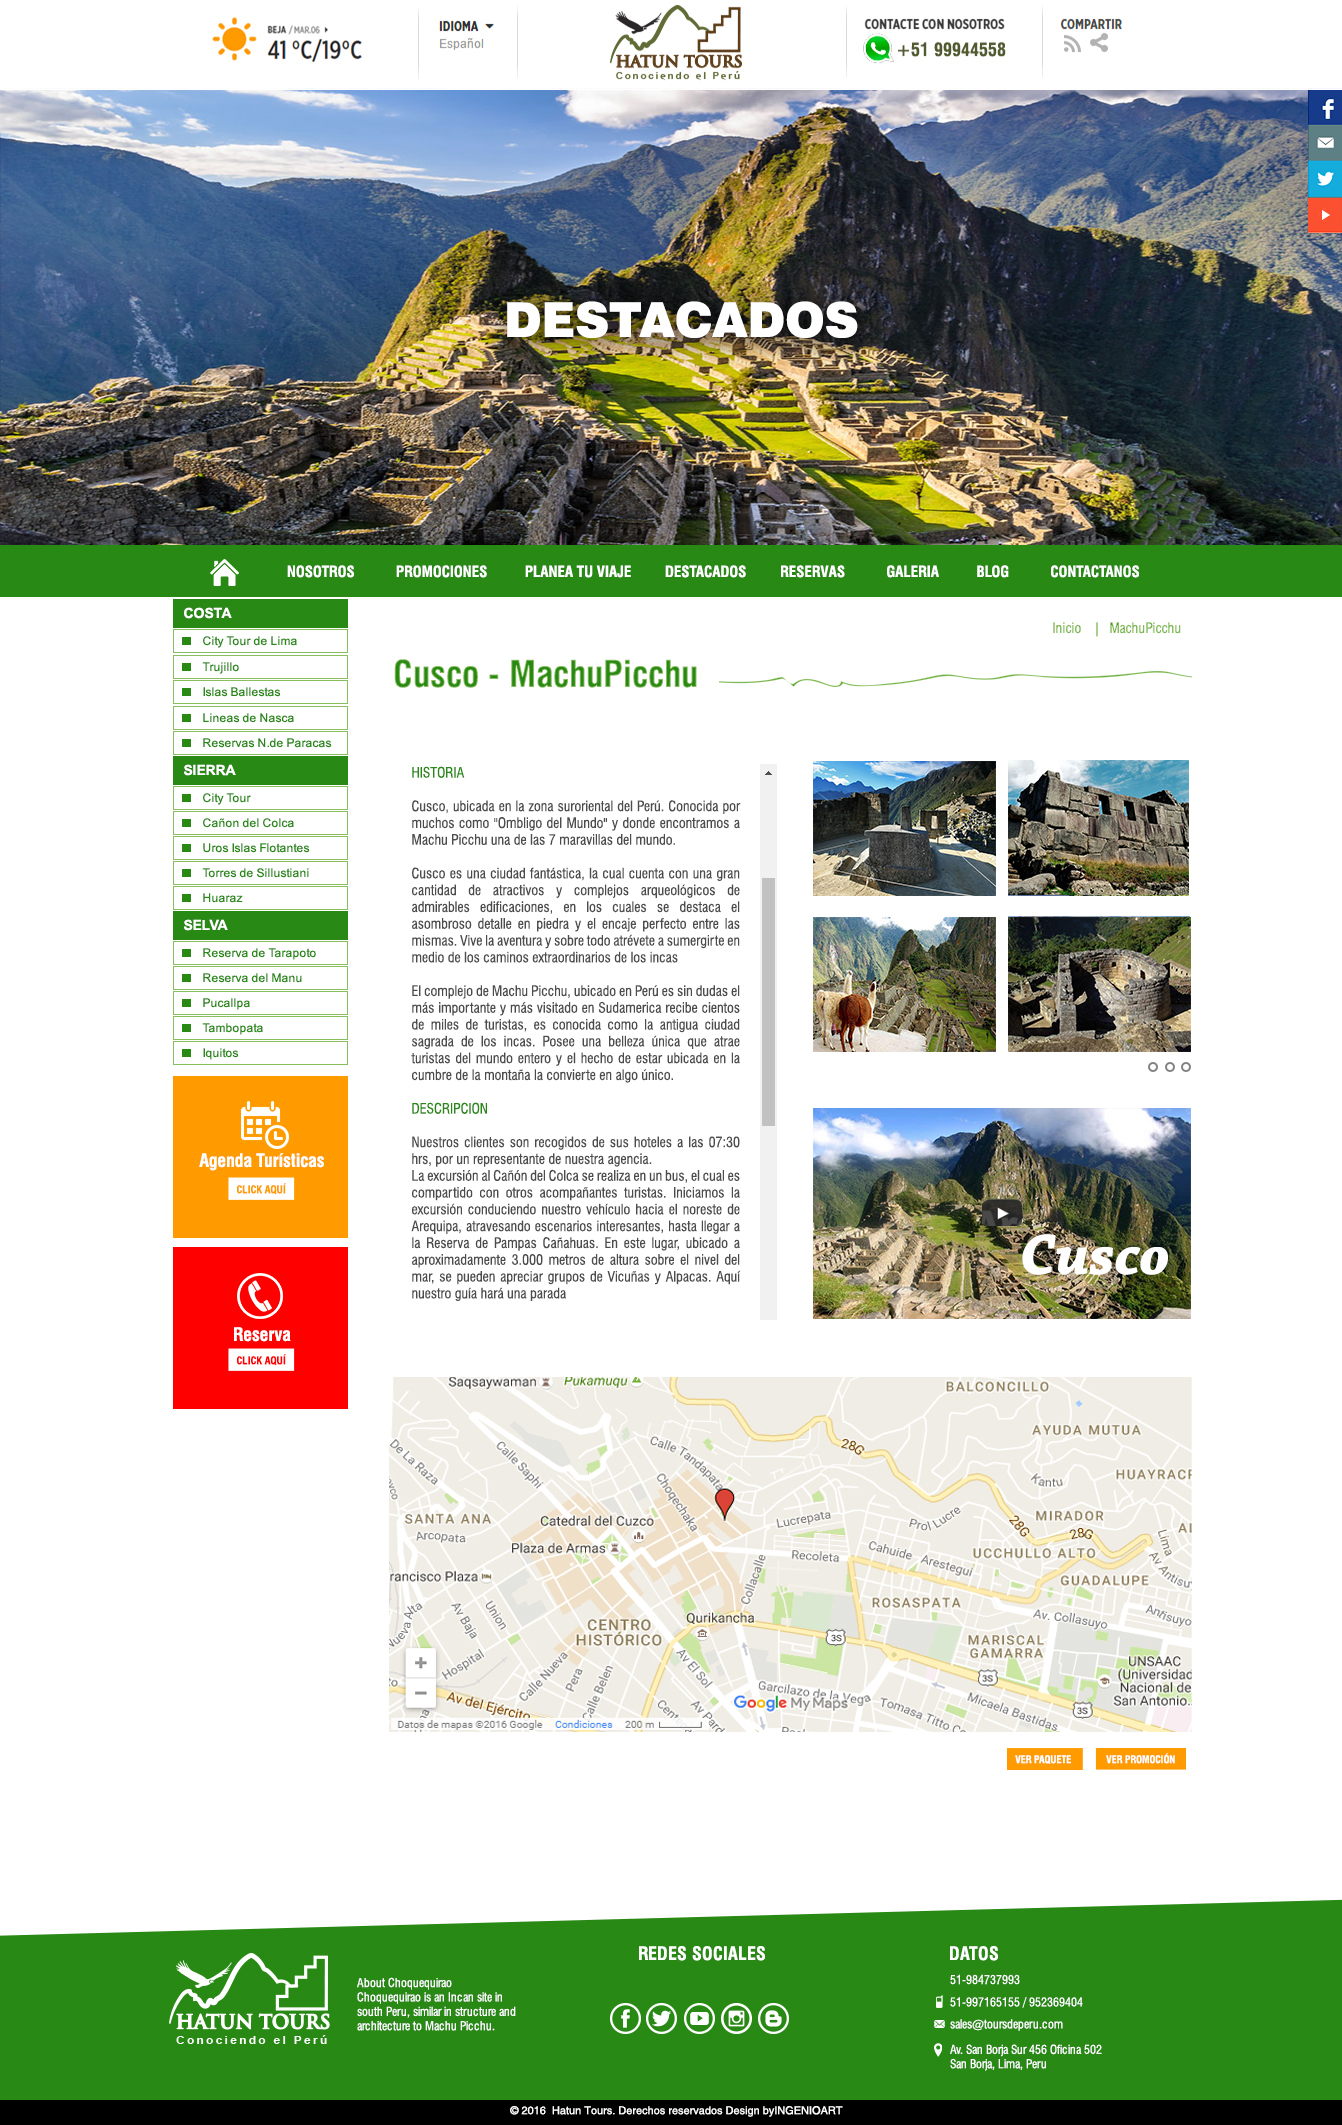 BEJA / MAR.06
41 ºC/19ºC
IDIOMA
Español
HATUN TOURS
Conociendo el Perú
CONTACTE CON NOSOTROS
+51 99944558
COMPARTIR
DESTACADOS
NOSOTROS PROMOCIONES PLANEA TU VIAJE DESTACADOS RESERVAS GALERIA BLOG CONTACTANOS
COSTA
City Tour de Lima
Trujillo
Islas Ballestas
Lineas de Nasca
Reservas N.de Paracas
SIERRA
City Tour
Cañon del Colca
Uros Islas Flotantes
Torres de Sillustiani
Huaraz
SELVA
Reserva de Tarapoto
Reserva del Manu
Pucallpa
Tambopata
Iquitos
Agenda Turísticas
CLICK AQUÍ
Reserva
CLICK AQUÍ
Inicio | MachuPicchu
Cusco - MachuPicchu
HISTORIA
Cusco, ubicada en la zona suroriental del Perú. Conocida por
muchos como "Ombligo del Mundo" y donde encontramos a
Machu Picchu una de las 7 maravillas del mundo.
Cusco es una ciudad fantástica, la cual cuenta con una gran
cantidad de atractivos y complejos arqueológicos de
admirables edificaciones, en los cuales se destaca el
asombroso detalle en piedra y el encaje perfecto entre las
mismas. Vive la aventura y sobre todo atrévete a sumergirte en
medio de los caminos extraordinarios de los incas
El complejo de Machu Picchu, ubicado en Perú es sin dudas el
más importante y más visitado en Sudamerica recibe cientos
de miles de turistas, es conocida como la antigua ciudad
sagrada de los incas. Posee una belleza única que atrae
turistas del mundo entero y el hecho de estar ubicada en la
cumbre de la montaña la convierte en algo único.
DESCRIPCION
Nuestros clientes son recogidos de sus hoteles a las 07:30
hrs, por un representante de nuestra agencia.
La excursión al Cañón del Colca se realiza en un bus, el cual es
compartido con otros acompañantes turistas. Iniciamos la
excursión conduciendo nuestro vehículo hacia el noreste de
Arequipa, atravesando escenarios interesantes, hasta llegar a
la Reserva de Pampas Cañahuas. En este lugar, ubicado a
aproximadamente 3.000 metros de altura sobre el nivel del
mar, se pueden apreciar grupos de Vicuñas y Alpacas. Aquí
nuestro guía hará una parada
Cusco
Saqsaywaman
Pukamuqu
BALCONCILLO
AYUDA MUTUA
28G
De La Raza
Calle Saphi
Calle Tandapata
Choquechaka
Kantu
HUAYRACP
SANTA ANA
Arcopata
Catedral del Cuzco
Lucrepata
Pro Lucre
28G
MIRADOR
28G
AL
Plaza de Armas
Recoleta
Cahuide
Arestegui
UCCHULLO ALTO
Lima
Av Antisuyo
rancisco Plaza
Collacalle
GUADALUPE
Nueva Alta
Av Baja
Union
CENTRO
HISTÓRICO
Qurikancha
3S
ROSASPATA
Av. Collasuyo
Antisuyo
MARISCAL
GAMARRA
Hospital
Calle Nueva
Pera
Calle Belen
Av El Sol
3S
UNSAAC
(Universidad
Nacional de
San Antonio.
Av del Ejército
Av Pard
Garcilazo de la Vega
Google My Maps
Tomasa Titto Co
Micaela Bastidas
3S
Datos de mapas ©2016 Google Condiciones 200 m
VER PAQUETE VER PROMOCIÓN
HATUN TOURS
Conociendo el Perú
About Choquequirao
Choquequirao is an Incan site in
south Peru, similar in structure and
architecture to Machu Picchu.
REDES SOCIALES
DATOS
51-984737993
51-997165155 / 952369404
sales@toursdeperu.com
Av. San Borja Sur 456 Oficina 502
San Borja, Lima, Peru
© 2016 Hatun Tours. Derechos reservados Design byINGENIOART